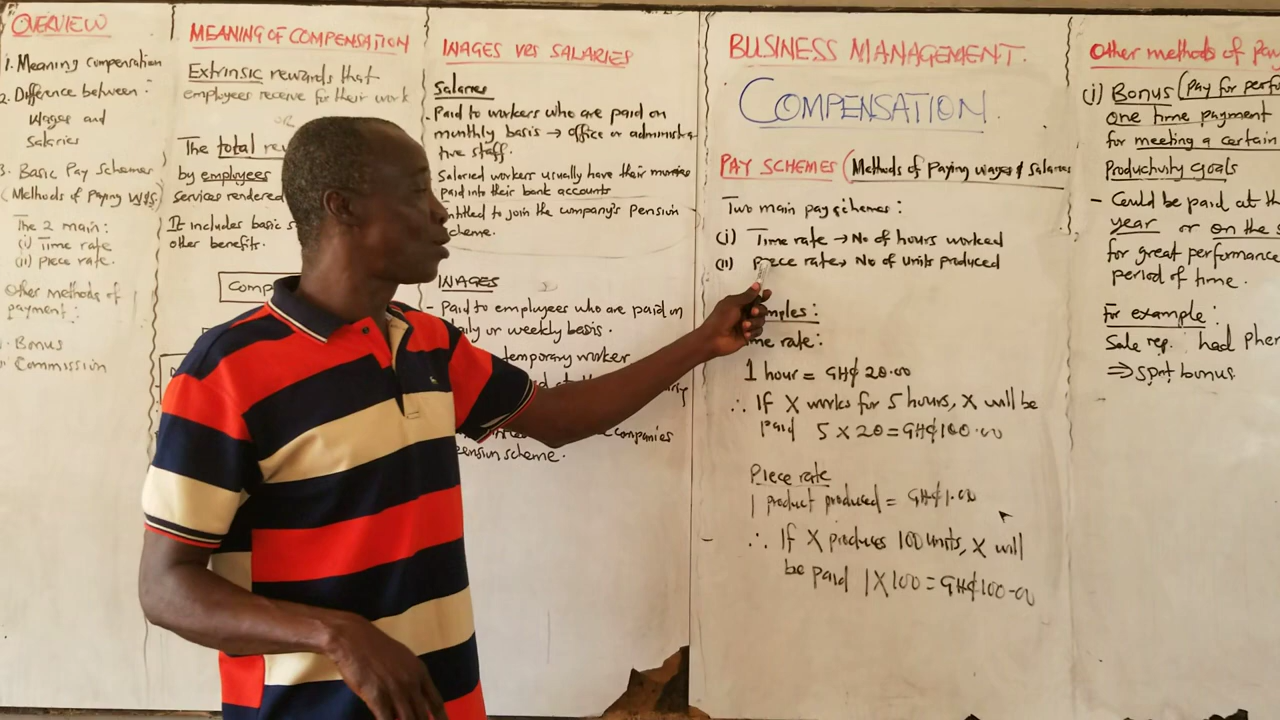 OVERVIEW
1. Meaning compensation
2. Difference between:
Wages and
Salaries
3. Basic Pay Schemes
(Methods of Paying W&S)
The 2 main:
(i) Time rate
(ii) piece rate.
Other methods of
payment:
Bonus
Commission
MEANING OF COMPENSATION
Extrinsic rewards that
employees receive for their work
OR
The total
by employees
services rendered
It includes basic
other benefits.
Comp
WAGES vrs SALARIES
Salaries
- Paid to workers who are paid on
monthly basis → office or administra-
tive staff.
Salaried workers usually have their
paid into their bank accounts
to join the company's pension
scheme.
WAGES
- Paid to employees who are paid on
or weekly basis.
temporary worker
companies
pension scheme.
BUSINESS MANAGEMENT.
COMPENSATION
PAY SCHEMES (Methods of Paying wages & Salaries
Two main pay schemes:
(i) Time rate → No of hours worked
(ii) piece rate → No of units produced
1 hour = GH₵ 20.00
∴ If X works for 5 hours, X will be
paid 5 X 20 = GH₵100.00
Piece rate
1 product produced = GH₵1.00
∴ If X produces 100 units, X will
be paid 1 X 100 = GH₵100-00
Other methods of pay
(i) Bonus (Pay for perfo
one time payment
for meeting a certain
Productivity Goals
- Could be paid at th
year or on the s
for great performance
period of time.
For example:
Sale rep. had phen
⇒ Spot bonus.